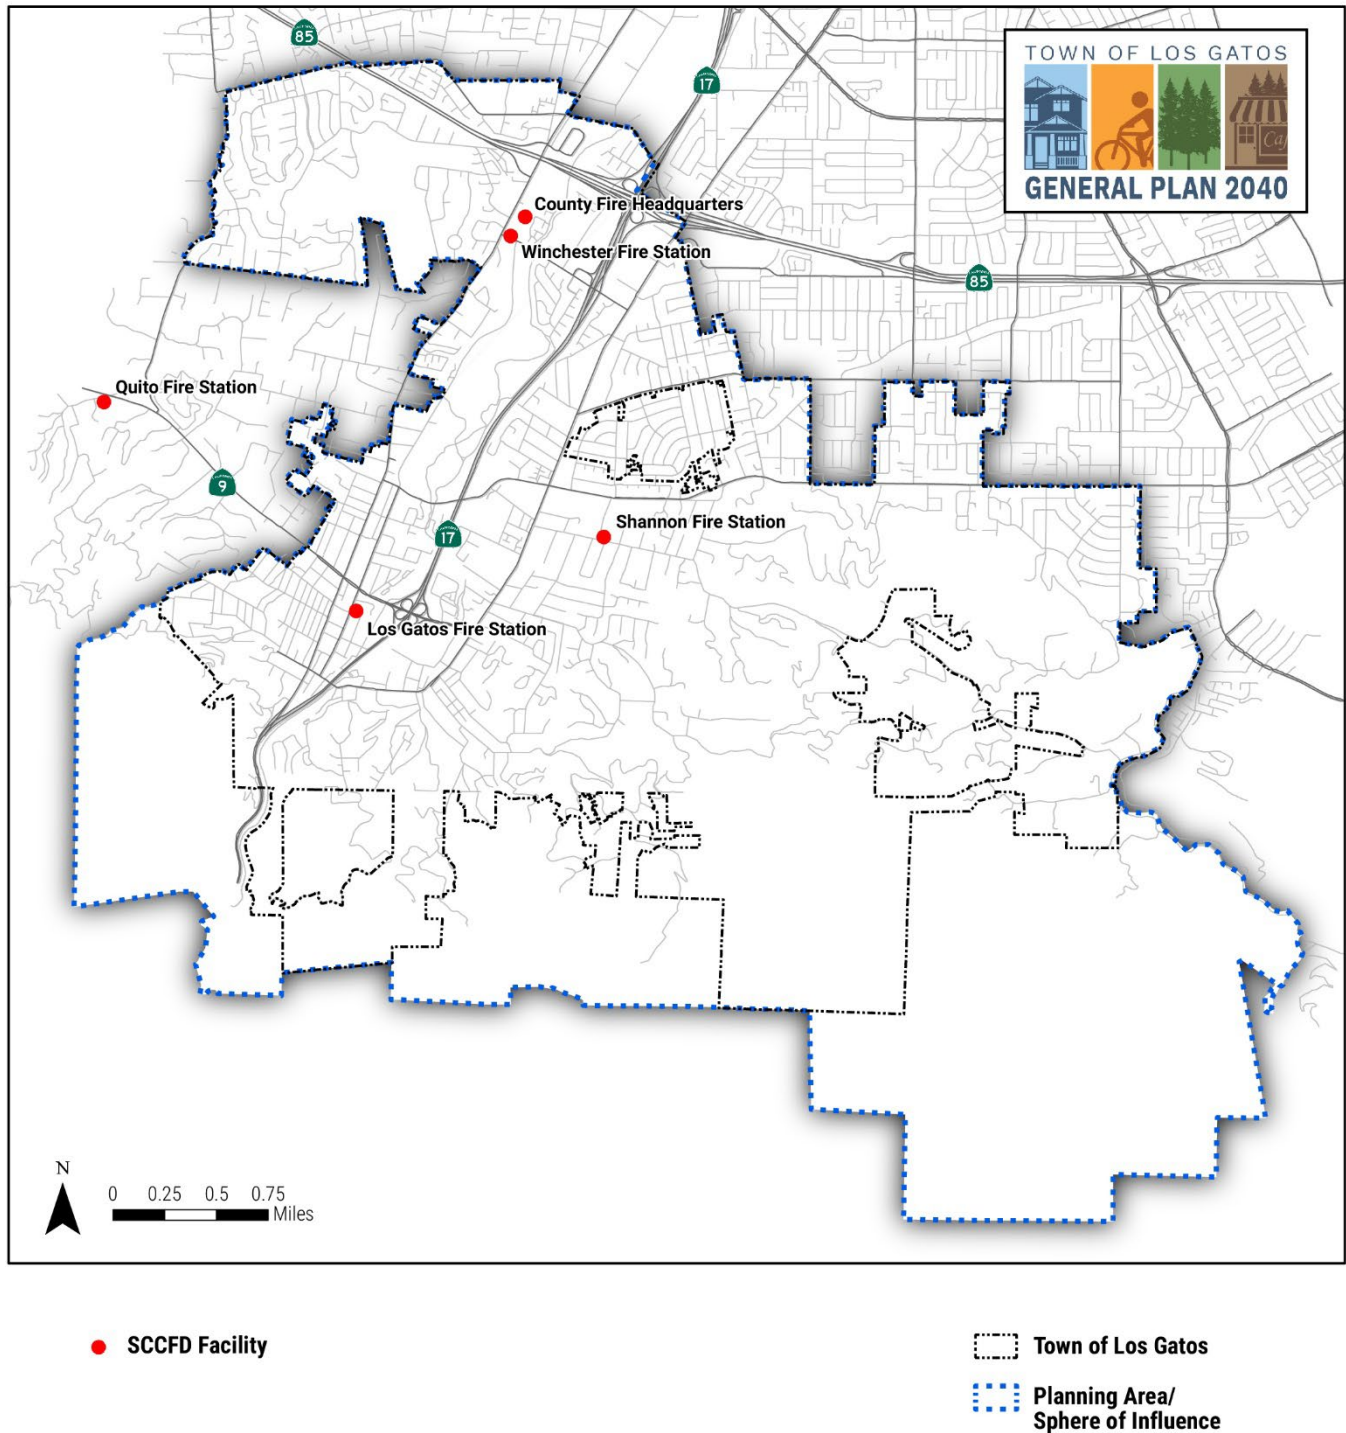 85
17
TOWN OF LOS GATOS
Caf
GENERAL PLAN 2040
County Fire Headquarters
Winchester Fire Station
85
Quito Fire Station
9
Shannon Fire Station
17
Los Gatos Fire Station
N
0 0.25 0.5 0.75
Miles
SCCFD Facility
Town of Los Gatos
Planning Area/
Sphere of Influence